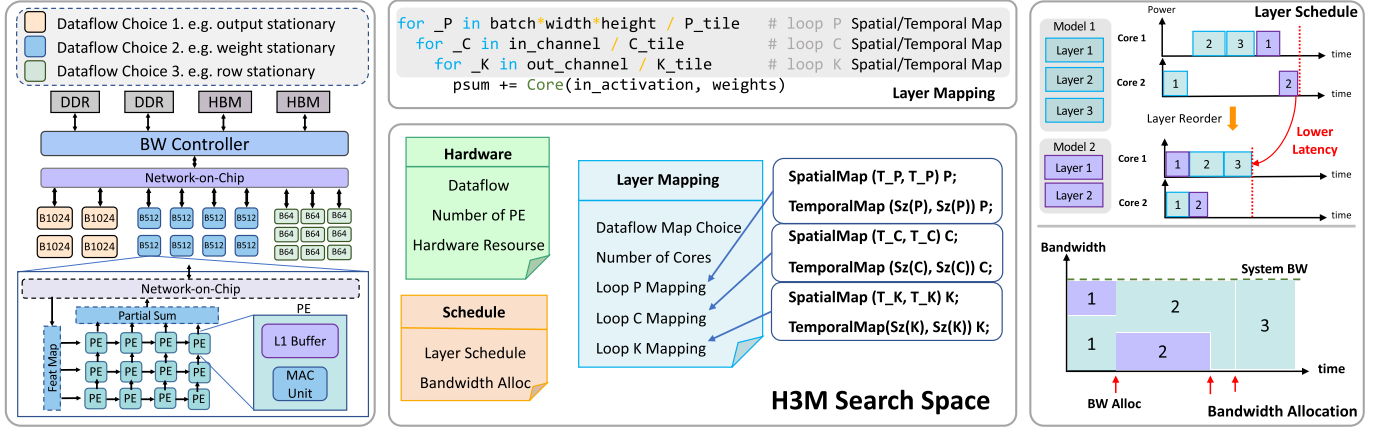 Dataflow Choice 1. e.g. output stationary
Dataflow Choice 2. e.g. weight stationary
Dataflow Choice 3. e.g. row stationary
DDR DDR HBM HBM
BW Controller
Network-on-Chip
B1024 B1024 B512 B512 B512 B512 B64 B64 B64
B64 B64 B64
B1024 B1024 B512 B512 B512 B512 B64 B64 B64
Network-on-Chip
Partial Sum
PE
Feat Map
PE PE PE PE
PE PE PE PE
PE PE PE PE
L1 Buffer
MAC
Unit
for _P in batch*width*height / P_tile # loop P Spatial/Temporal Map
for _C in in_channel / C_tile # loop C Spatial/Temporal Map
for _K in out_channel / K_tile # loop K Spatial/Temporal Map
psum += Core(in_activation, weights)
Layer Mapping
Hardware
Dataflow
Number of PE
Hardware Resourse
Schedule
Layer Schedule
Bandwidth Alloc
Layer Mapping
Dataflow Map Choice
Number of Cores
Loop P Mapping
Loop C Mapping
Loop K Mapping
SpatialMap (T_P, T_P) P;
TemporalMap (Sz(P), Sz(P)) P;
SpatialMap (T_C, T_C) C;
TemporalMap (Sz(C), Sz(C)) C;
SpatialMap (T_K, T_K) K;
TemporalMap(Sz(K), Sz(K)) K;
H3M Search Space
Model 1
Layer 1
Layer 2
Layer 3
Model 2
Layer 1
Layer 2
Power
Layer Schedule
Core 1
2 3 1
time
Core 2
1 2
time
Layer Reorder
Lower
Latency
Core 1
1 2 3
time
Core 2
1 2
time
Bandwidth
System BW
1
2
3
1
2
time
BW Alloc
Bandwidth Allocation